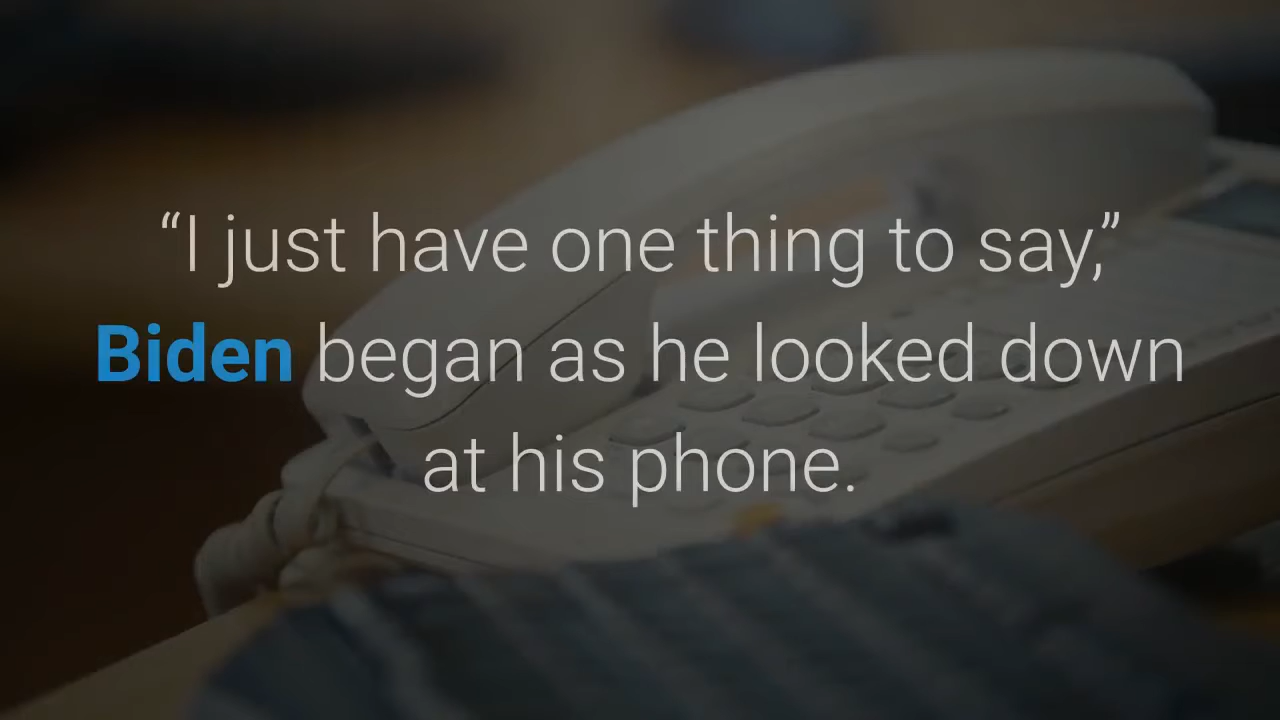 “I just have one thing to say,”
Biden began as he looked down
at his phone.